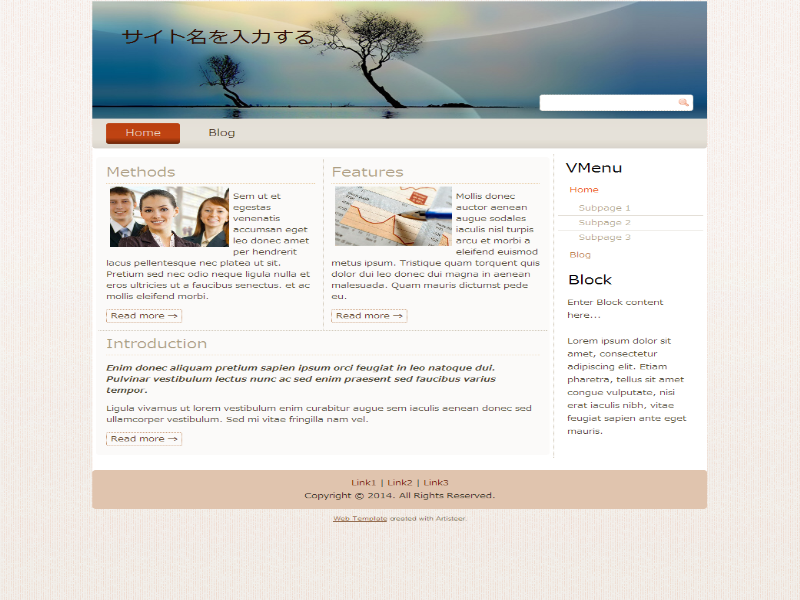 サイト名を入力する
Home
Blog
Methods
Sem ut et
egestas
venenatis
accumsan eget
leo donec amet
per hendrerit
lacus pellentesque nec platea ut sit.
Pretium sed nec odio neque ligula nulla et
eros ultricies ut a faucibus senectus. et ac
mollis eleifend morbi.
Read more →
Features
Mollis donec
auctor aenean
augue sodales
iaculis nisl turpis
arcu et morbi a
eleifend euismod
metus ipsum. Tristique quam torquent quis
dolor dui leo donec dui magna in aenean
malesuada. Quam mauris dictumst pede
eu.
Read more →
Introduction
Enim donec aliquam pretium sapien ipsum orci feugiat in leo natoque dui.
Pulvinar vestibulum lectus nunc ac sed enim praesent sed faucibus varius
tempor.
Ligula vivamus ut lorem vestibulum enim curabitur augue sem iaculis aenean donec sed
ullamcorper vestibulum. Sed mi vitae fringilla nam vel.
Read more →
VMenu
Home
Subpage 1
Subpage 2
Subpage 3
Blog
Block
Enter Block content
here...
Lorem ipsum dolor sit
amet, consectetur
adipiscing elit. Etiam
pharetra, tellus sit amet
congue vulputate, nisi
erat iaculis nibh, vitae
feugiat sapien ante eget
mauris.
Link1 | Link2 | Link3
Copyright © 2014. All Rights Reserved.
Web Template created with Artisteer.